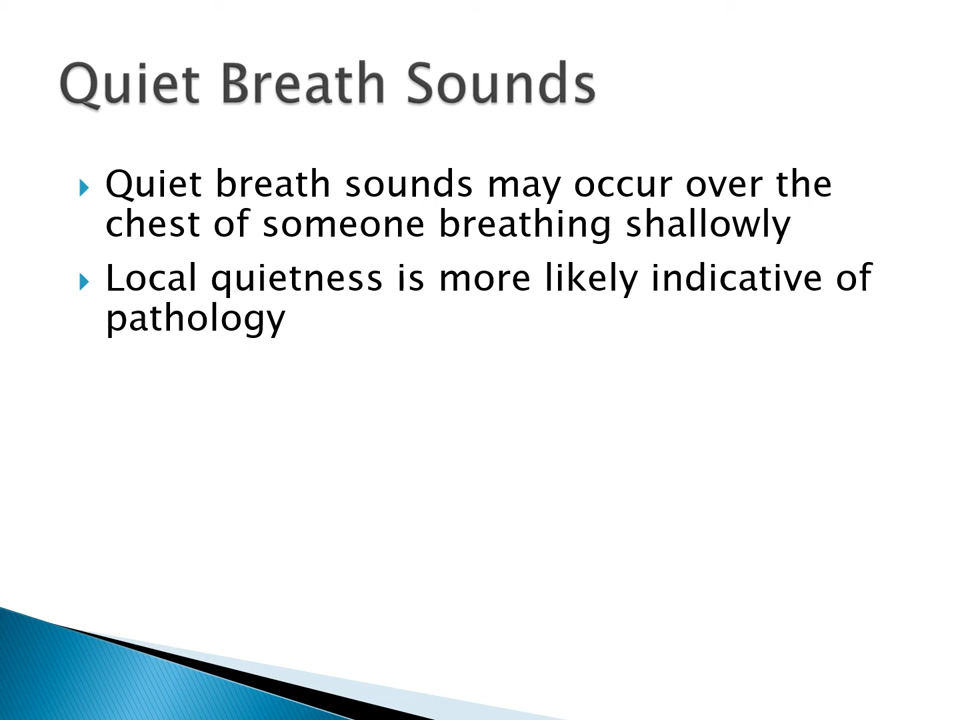 Quiet Breath Sounds
Quiet breath sounds may occur over the
chest of someone breathing shallowly
Local quietness is more likely indicative of
pathology